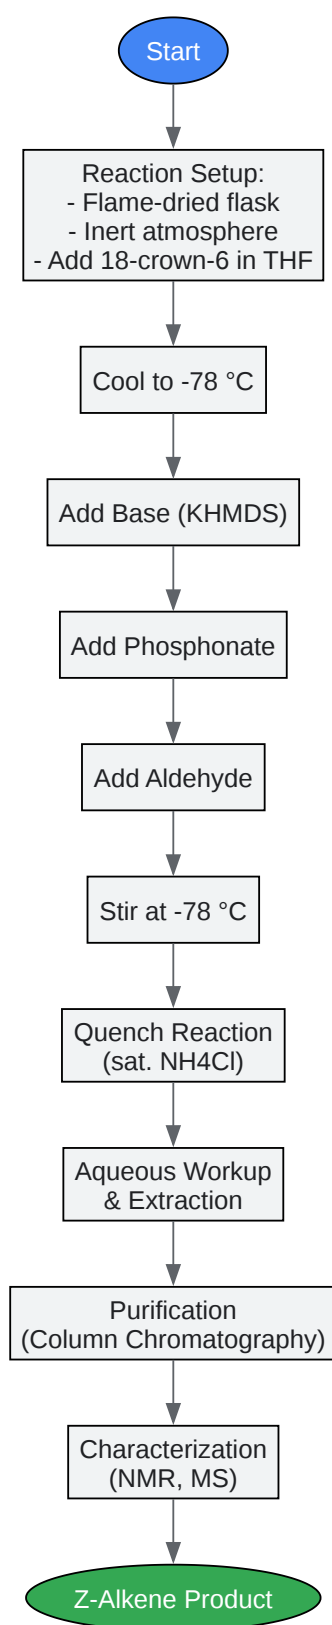 Start
Reaction Setup:
- Flame-dried flask
- Inert atmosphere
- Add 18-crown-6 in THF
Cool to -78 °C
Add Base (KHMDS)
Add Phosphonate
Add Aldehyde
Stir at -78 °C
Quench Reaction
(sat. NH4Cl)
Aqueous Workup
& Extraction
Purification
(Column Chromatography)
Characterization
(NMR, MS)
Z-Alkene Product